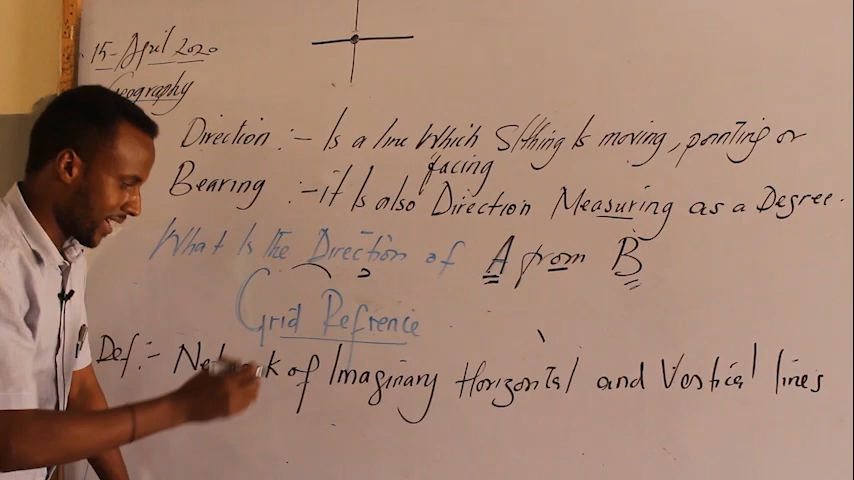 15-April 2020
Geography
Direction :- Is a line Which S/thing Is moving, pointing or
facing
Bearing :- it Is also Direction Measuring as a Degree.
What Is the Direction of A from B
Grid Refrence
Def:- Network of Imaginary Horizontal and Vertical lines